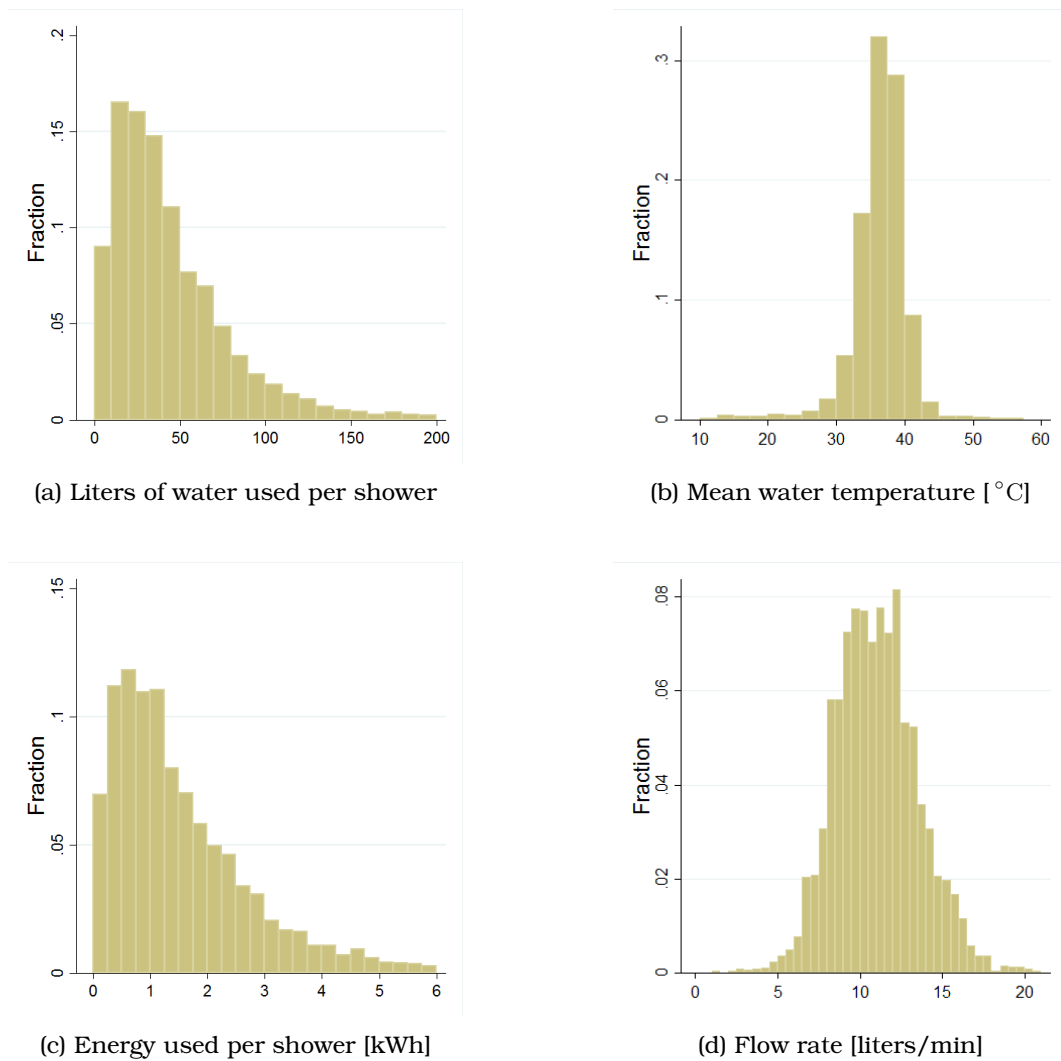 .2
.15
.1
.05
0
Fraction
0 50 100 150 200
(a) Liters of water used per shower
.3
.2
.1
0
Fraction
10 20 30 40 50 60
(b) Mean water temperature [°C]
.15
.1
.05
0
Fraction
0 1 2 3 4 5 6
(c) Energy used per shower [kWh]
.08
.06
.04
.02
0
Fraction
0 5 10 15 20
(d) Flow rate [liters/min]